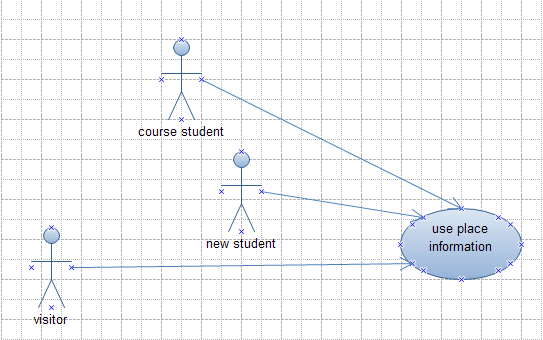 course student
new student
use place
information
visitor